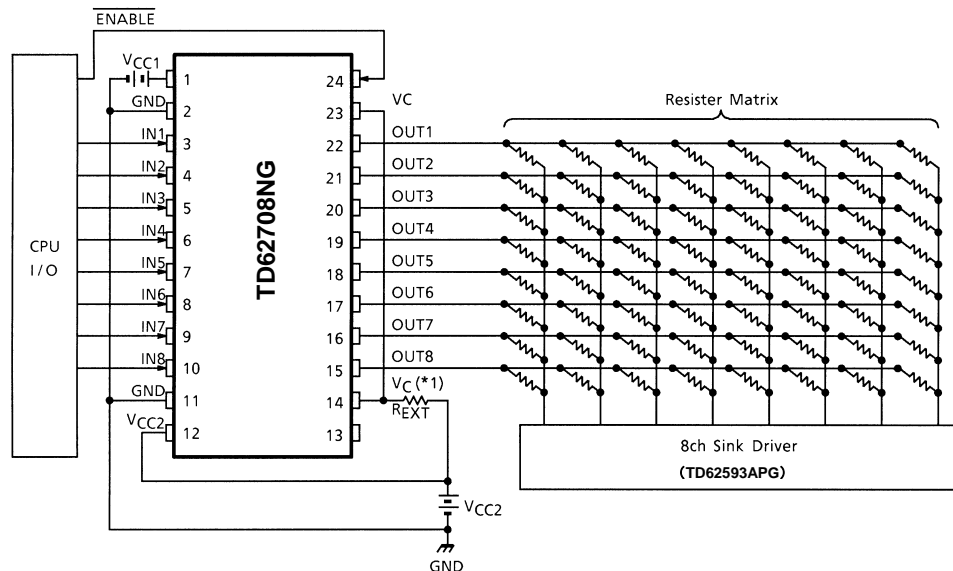 ENABLE
VCC1
GND
IN1
IN2
IN3
IN4
IN5
IN6
IN7
IN8
GND
VCC2
CPU
I/O
1
2
3
4
5
6
7
8
9
10
11
12
TD62708NG
24
23
22
21
20
19
18
17
16
15
14
13
VC
OUT1
OUT2
OUT3
OUT4
OUT5
OUT6
OUT7
OUT8
VC (*1)
REXT
VCC2
GND
Resister Matrix
8ch Sink Driver
(TD62593APG)